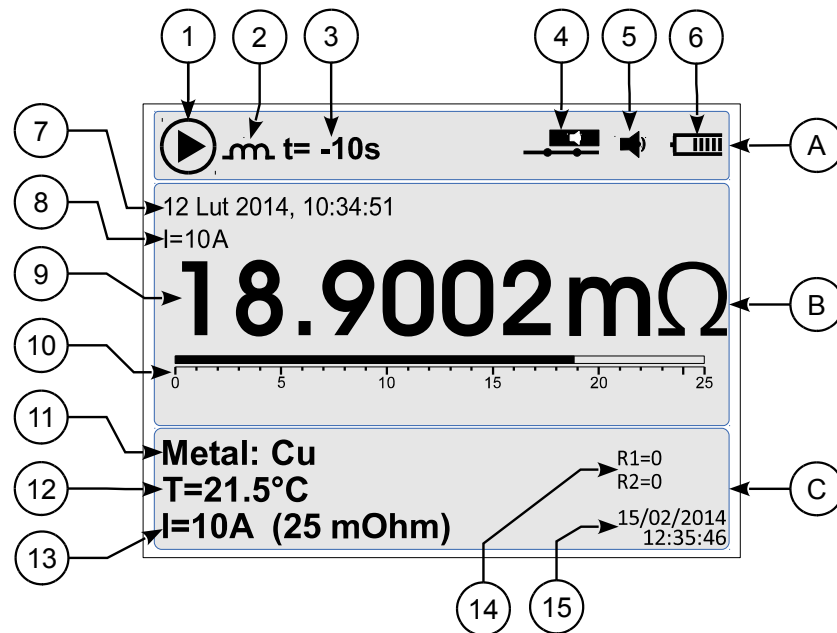 1 2 3 4 5 6
7
t= -10s
A
12 Lut 2014, 10:34:51
8
I=10A
9
18.9002mΩ
B
10
0 5 10 15 20 25
11
Metal: Cu
R1=0
12
T=21.5°C
R2=0
C
I=10A (25 mOhm)
15/02/2014
12:35:46
13
14 15